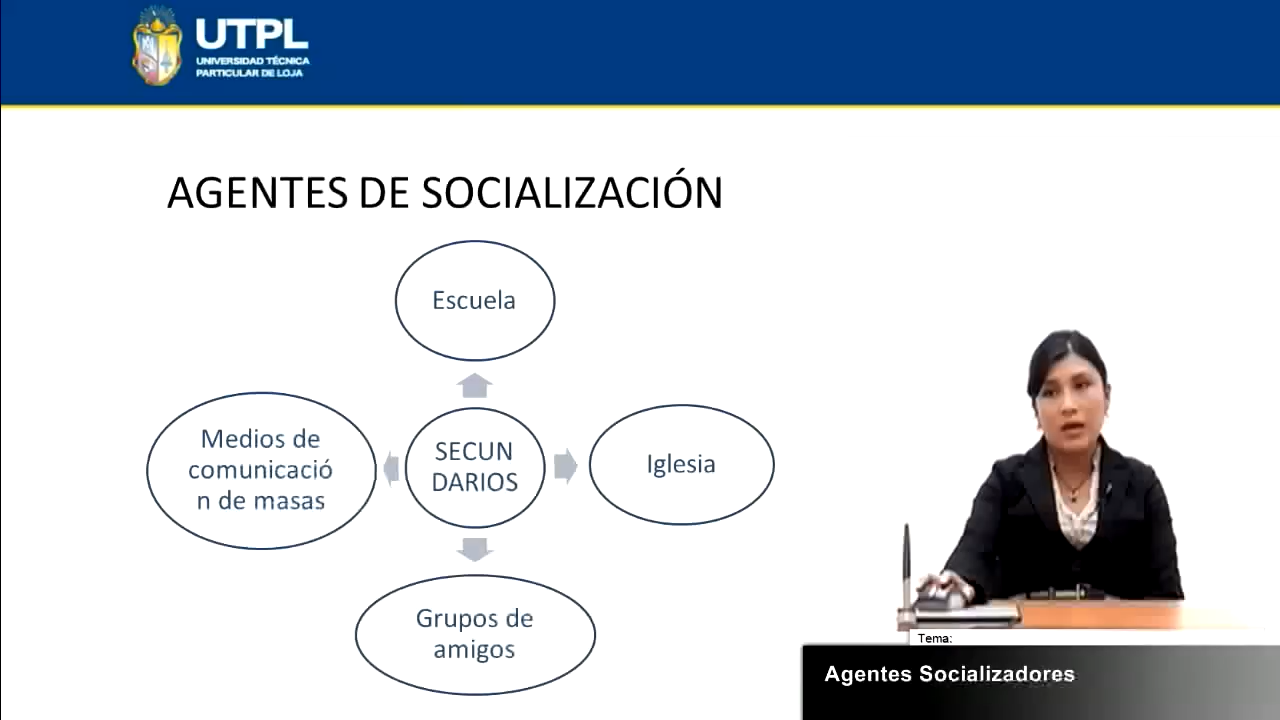 UTPL
UNIVERSIDAD TÉCNICA
PARTICULAR DE LOJA
AGENTES DE SOCIALIZACIÓN
Escuela
Medios de
comunicació
n de masas
SECUN
DARIOS
Iglesia
Grupos de
amigos
Tema:
Agentes Socializadores